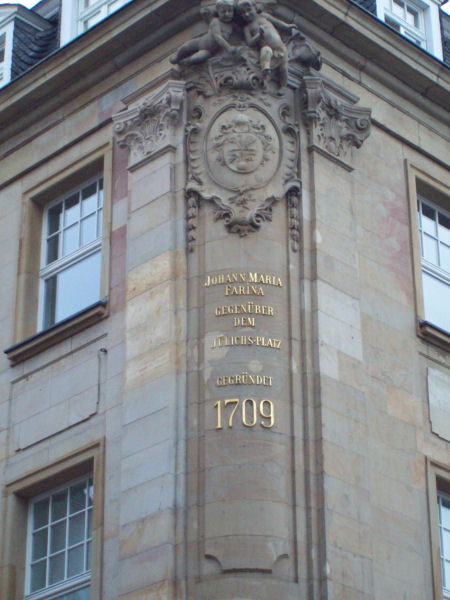 JOHANN MARIA
FARINA
GEGENÜBER
DEM
JÜLICHS-PLATZ
GEGRÜNDET
1709